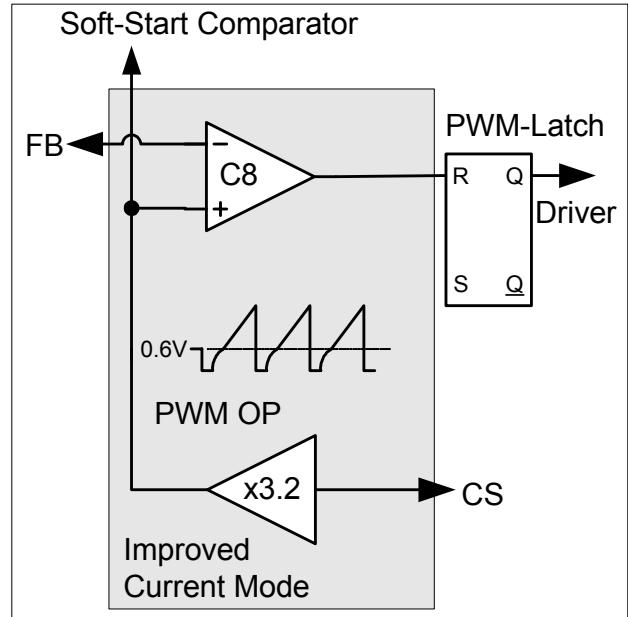 Soft-Start Comparator
FB
PWM-Latch
−
C8
+
R Q
Driver
S Q
0.6V
PWM OP
x3.2
CS
Improved
Current Mode